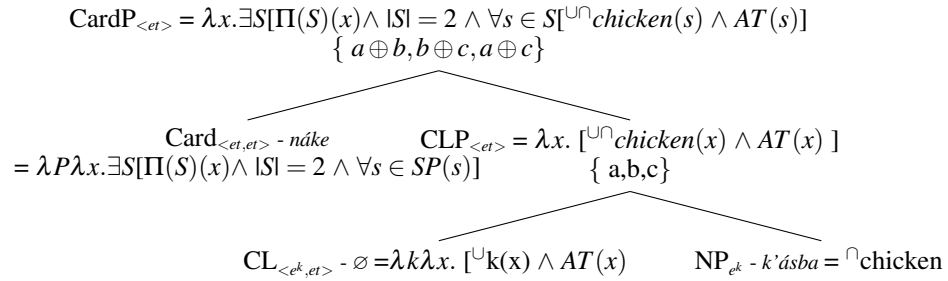 CardP<et> = λx.∃S[Π(S)(x)∧ |S| = 2 ∧ ∀s ∈ S[∪∩chicken(s) ∧ AT(s)]
{ a⊕b,b⊕c,a⊕c}
Card<et,et> - náke
= λPλx.∃S[Π(S)(x)∧ |S| = 2 ∧ ∀s ∈ SP(s)]
CLP<et> = λx. [∪∩chicken(x) ∧ AT(x) ]
{ a,b,c}
CL<eᵏ,et> - ∅ =λkλx. [∪k(x) ∧ AT(x)
NPeᵏ - k'ásba = ∩chicken